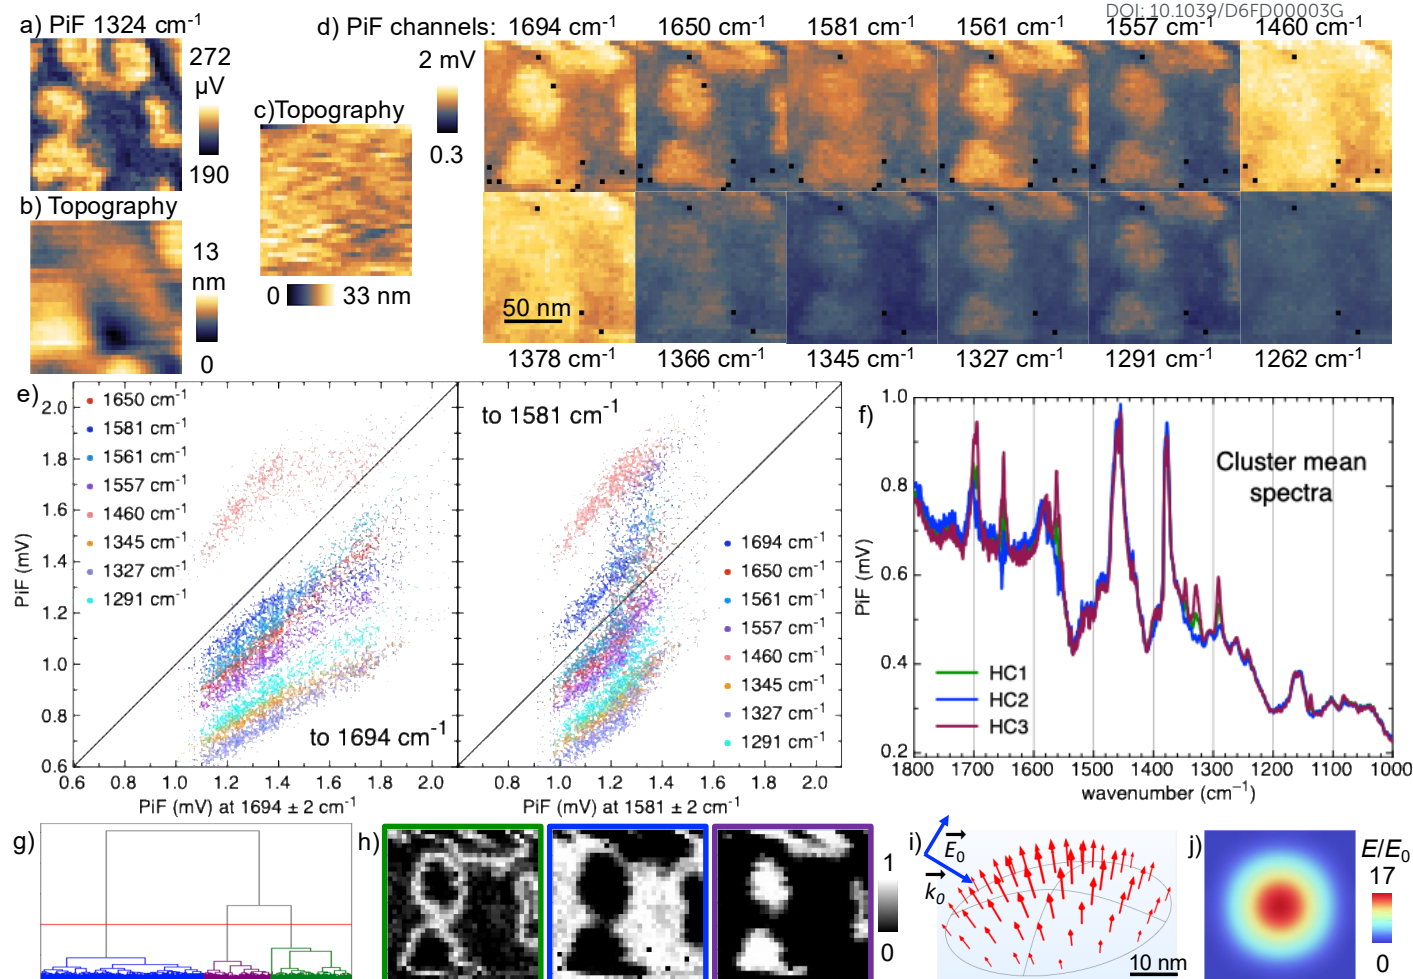 DOI: 10.1039/D6FD00003G
a) PiF 1324 cm⁻¹
272
µV
190
b) Topography
13
nm
0
c)Topography
0
33 nm
d) PiF channels:
1694 cm⁻¹
1650 cm⁻¹
1581 cm⁻¹
1561 cm⁻¹
1557 cm⁻¹
1460 cm⁻¹
2 mV
0.3
50 nm
1378 cm⁻¹
1366 cm⁻¹
1345 cm⁻¹
1327 cm⁻¹
1291 cm⁻¹
1262 cm⁻¹
e)
PiF (mV)
2.0
1.8
1.6
1.4
1.2
1.0
0.8
0.6
1650 cm⁻¹
1581 cm⁻¹
1561 cm⁻¹
1557 cm⁻¹
1460 cm⁻¹
1345 cm⁻¹
1327 cm⁻¹
1291 cm⁻¹
to 1694 cm⁻¹
0.6 0.8 1.0 1.2 1.4 1.6 1.8 2.0
PiF (mV) at 1694 ± 2 cm⁻¹
to 1581 cm⁻¹
1694 cm⁻¹
1650 cm⁻¹
1561 cm⁻¹
1557 cm⁻¹
1460 cm⁻¹
1345 cm⁻¹
1327 cm⁻¹
1291 cm⁻¹
0.8 1.0 1.2 1.4 1.6 1.8 2.0
PiF (mV) at 1581 ± 2 cm⁻¹
f)
PiF (mV)
1.0
0.8
0.6
0.4
0.2
Cluster mean
spectra
HC1
HC2
HC3
1800 1700 1600 1500 1400 1300 1200 1100 1000
wavenumber (cm⁻¹)
g)
h)
1
0
i)
E₀
k₀
10 nm
j)
E/E₀
17
0